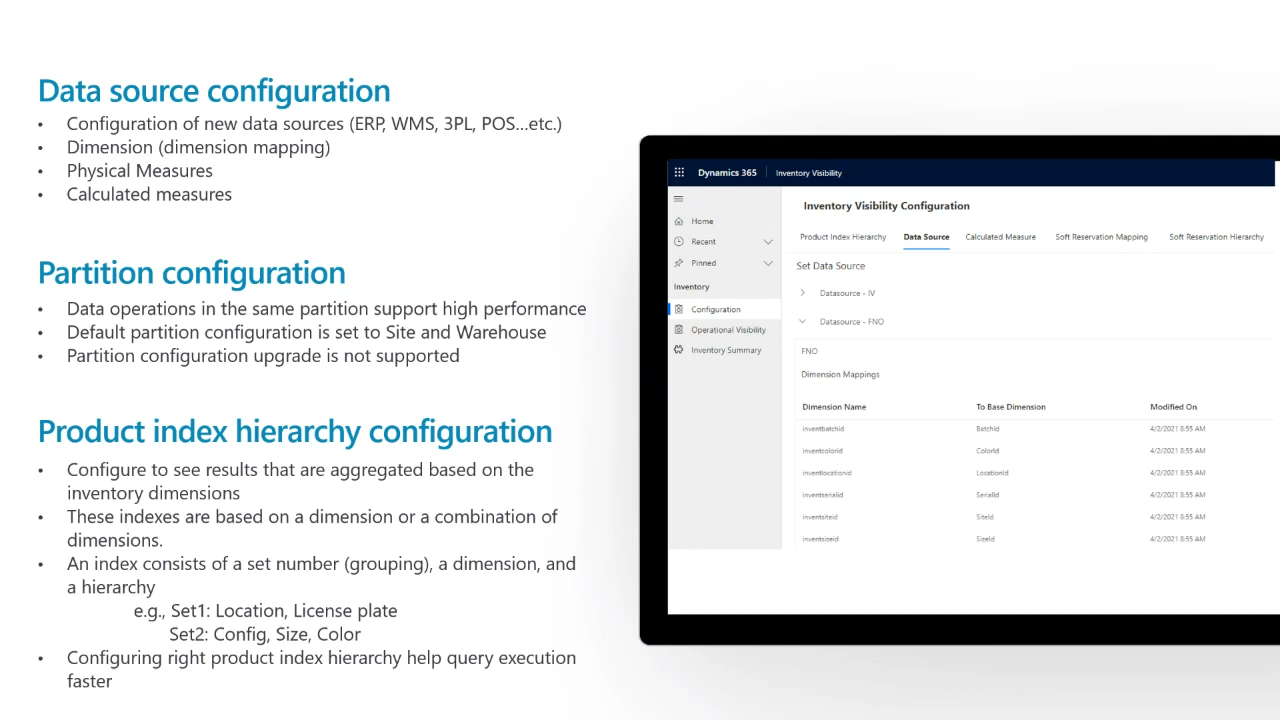 Data source configuration
• Configuration of new data sources (ERP, WMS, 3PL, POS...etc.)
• Dimension (dimension mapping)
• Physical Measures
• Calculated measures
Partition configuration
• Data operations in the same partition support high performance
• Default partition configuration is set to Site and Warehouse
• Partition configuration upgrade is not supported
Product index hierarchy configuration
• Configure to see results that are aggregated based on the
inventory dimensions
• These indexes are based on a dimension or a combination of
dimensions.
• An index consists of a set number (grouping), a dimension, and
a hierarchy
e.g., Set1: Location, License plate
Set2: Config, Size, Color
• Configuring right product index hierarchy help query execution
faster
Dynamics 365 Inventory Visibility
Home
Recent
Pinned
Inventory
Configuration
Operational Visibility
Inventory Summary
Inventory Visibility Configuration
Product Index Hierarchy Data Source Calculated Measure Soft Reservation Mapping Soft Reservation Hierarchy
Set Data Source
Datasource - IV
Datasource - FNO
FNO
Dimension Mappings
Dimension Name To Base Dimension Modified On
inventbatchid BatchId 4/2/2021 8:55 AM
inventcolorid ColorId 4/2/2021 8:55 AM
inventlocationid LocationId 4/2/2021 8:55 AM
inventserialid SerialId 4/2/2021 8:55 AM
inventsiteid SiteId 4/2/2021 8:55 AM
inventsizeid SizeId 4/2/2021 8:55 AM